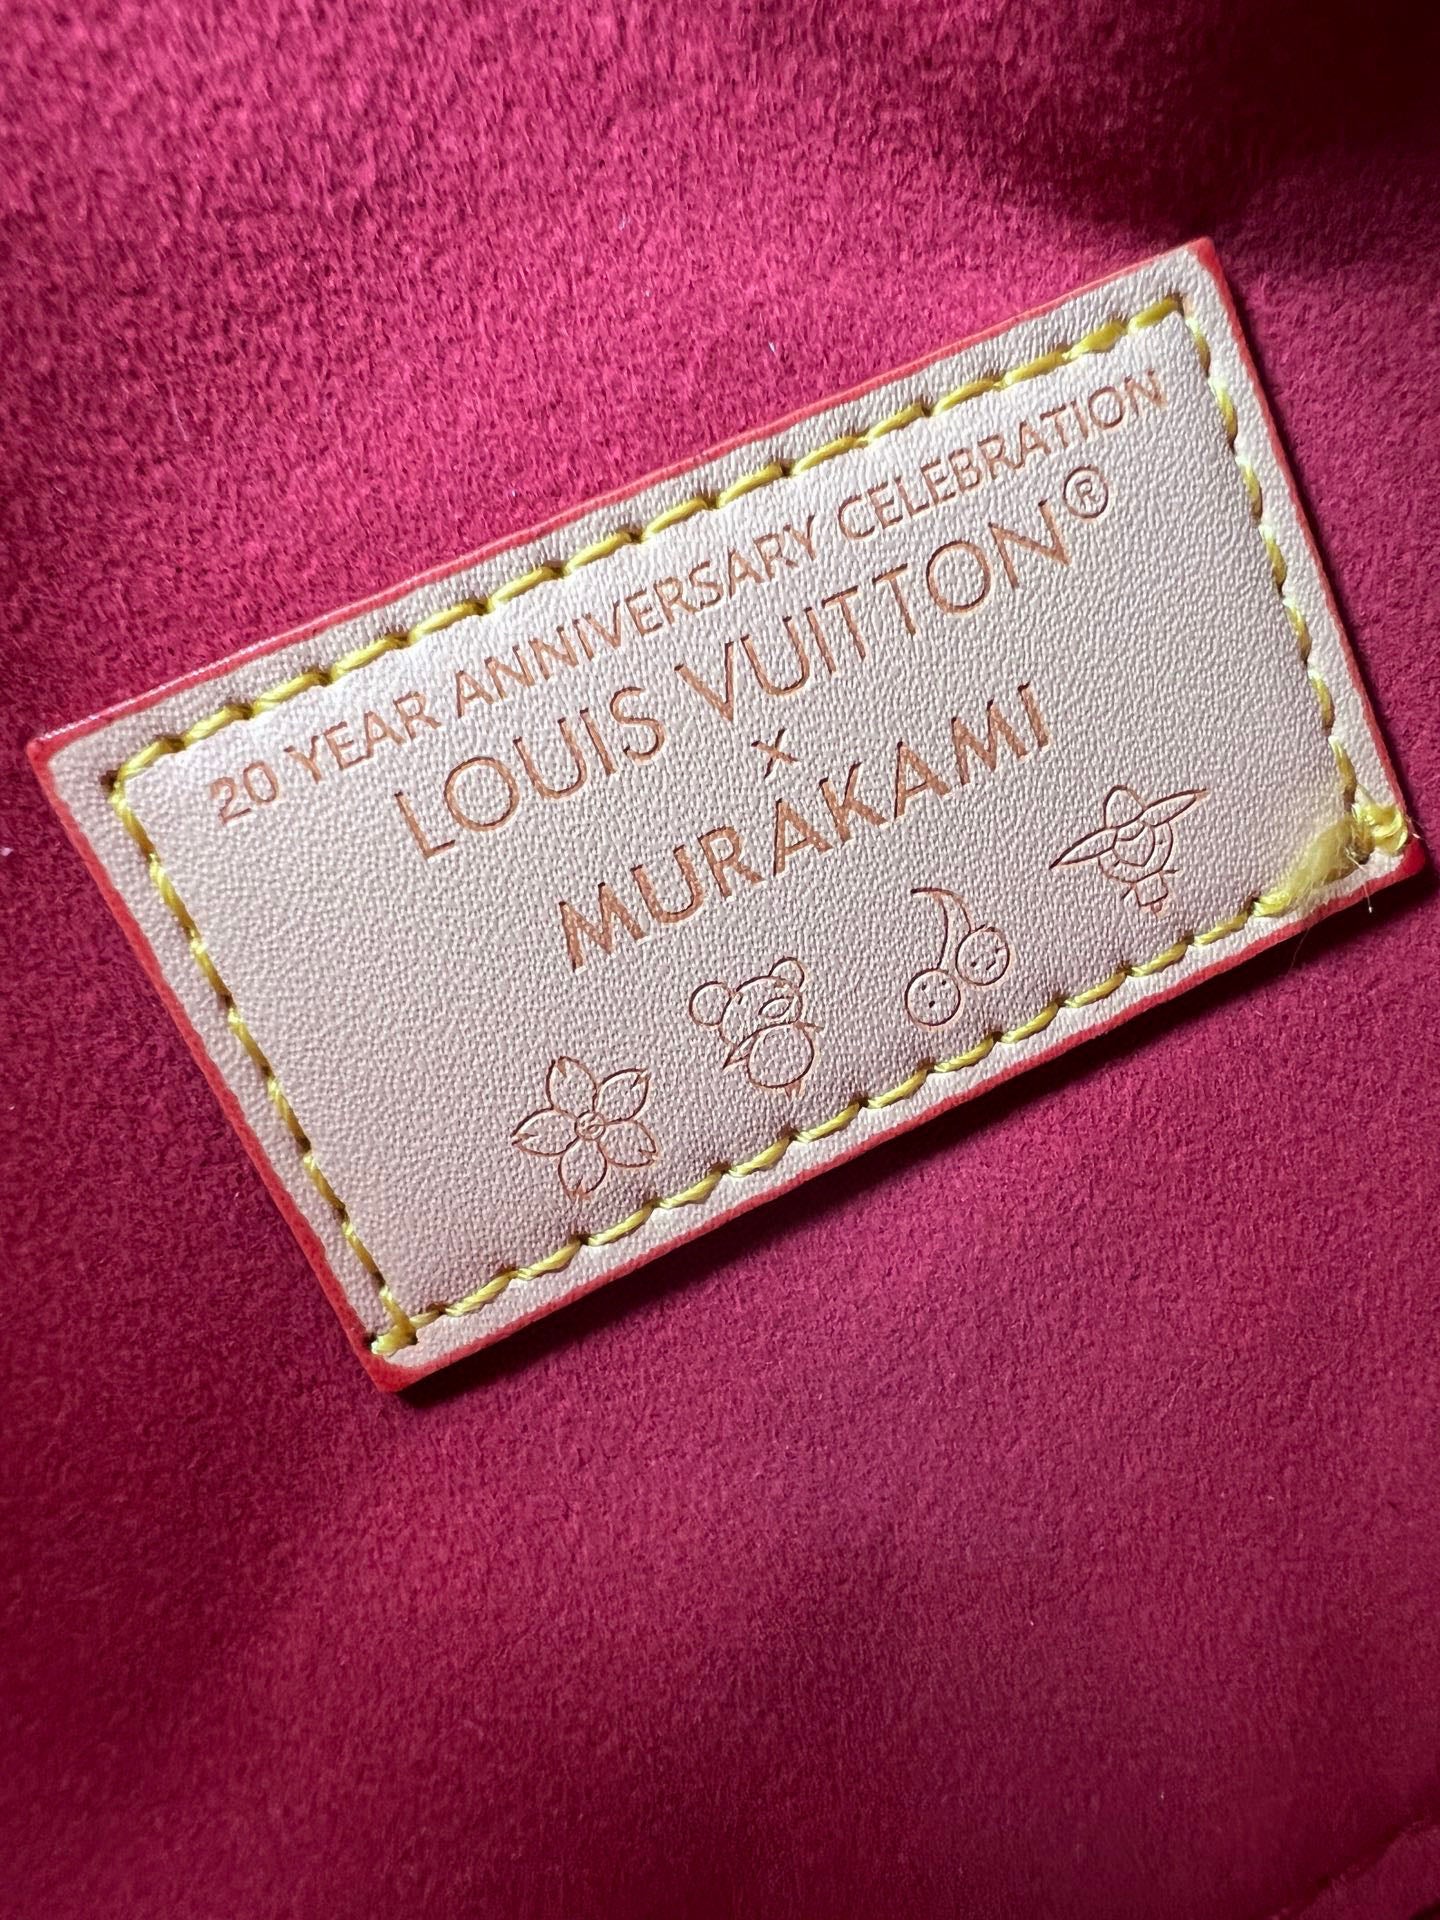 20 YEAR ANNIVERSARY CELEBRATION
LOUIS VUITTON®
x
MURAKAMI